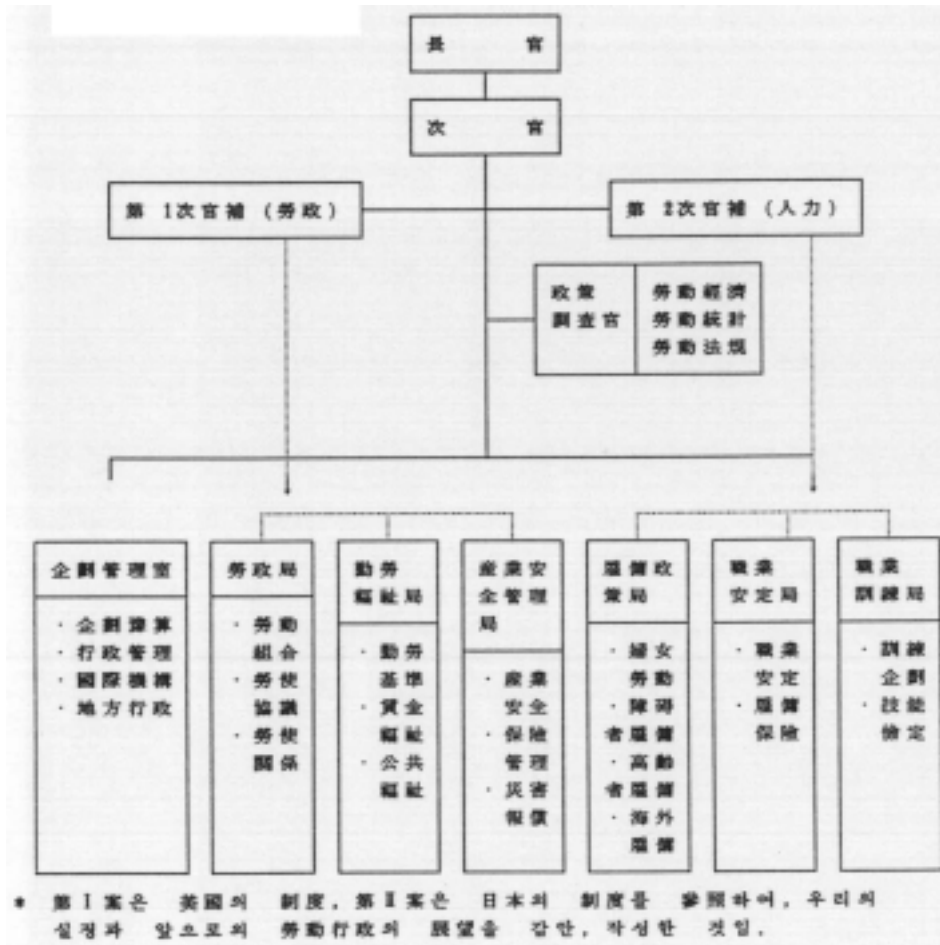 長 官
次 官
第 1次官補 (勞政)
第 2次官補 (人力)
政策
調査官
勞動經濟
勞動統計
勞動法規
企劃管理室
· 企劃豫算
· 行政管理
· 國際機構
· 地方行政
勞政局
· 勞動
組合
· 勞使
協議
· 勞使
關係
勤勞
福祉局
· 勤勞
基準
· 賃金
福祉
· 公共
福祉
産業安
全管理
局
· 産業
安全
· 保險
管理
· 災害
報償
雇傭政
策局
· 婦女
勞動
· 障碍
者雇傭
· 高齡
者雇傭
· 海外
雇傭
職業
安定局
· 職業
安定
· 雇傭
保險
職業
訓練局
· 訓練
企劃
技能
檢定
* 第Ⅰ案은 英國의 制度, 第Ⅱ案은 日本의 制度를 參照하여, 우리의
실정과 앞으로의 勞動行政의 展望을 감안, 작성한 것임.